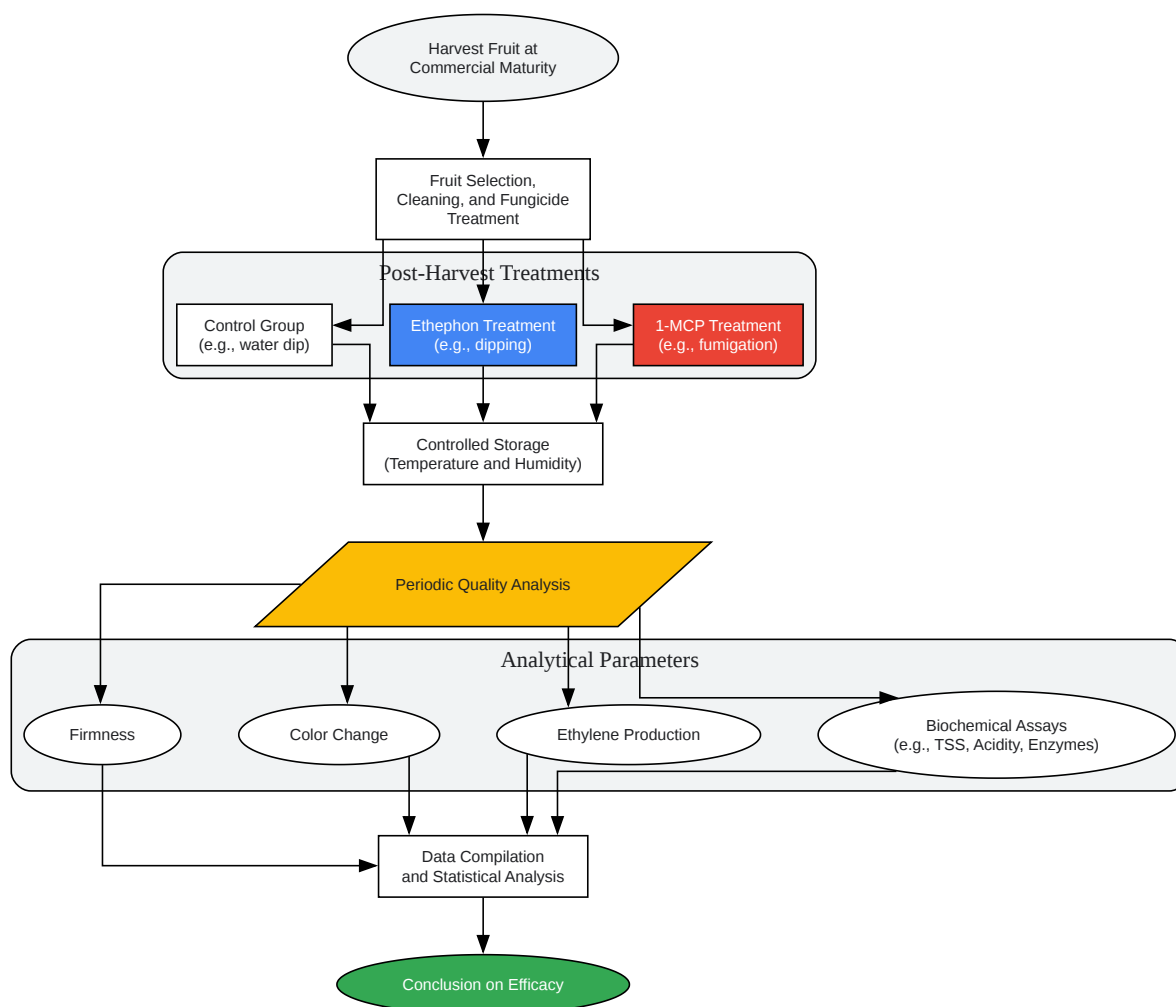 Harvest Fruit at
Commercial Maturity
Fruit Selection,
Cleaning, and Fungicide
Treatment
Post-Harvest Treatments
Control Group
(e.g., water dip)
Ethephon Treatment
(e.g., dipping)
1-MCP Treatment
(e.g., fumigation)
Controlled Storage
(Temperature and Humidity)
Periodic Quality Analysis
Analytical Parameters
Firmness
Color Change
Ethylene Production
Biochemical Assays
(e.g., TSS, Acidity, Enzymes)
Data Compilation
and Statistical Analysis
Conclusion on Efficacy